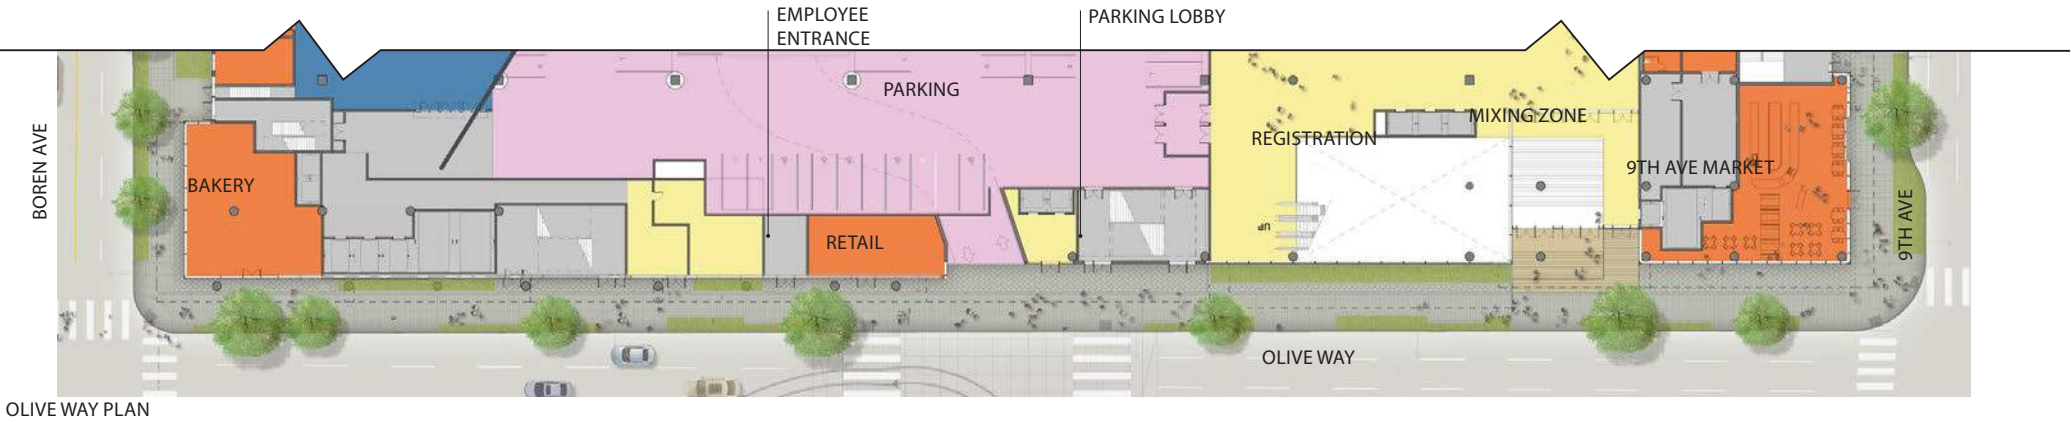 EMPLOYEE
ENTRANCE
PARKING LOBBY
PARKING
MIXING ZONE
REGISTRATION
9TH AVE MARKET
BOREN AVE
BAKERY
9TH AVE
UP
RETAIL
OLIVE WAY
OLIVE WAY PLAN